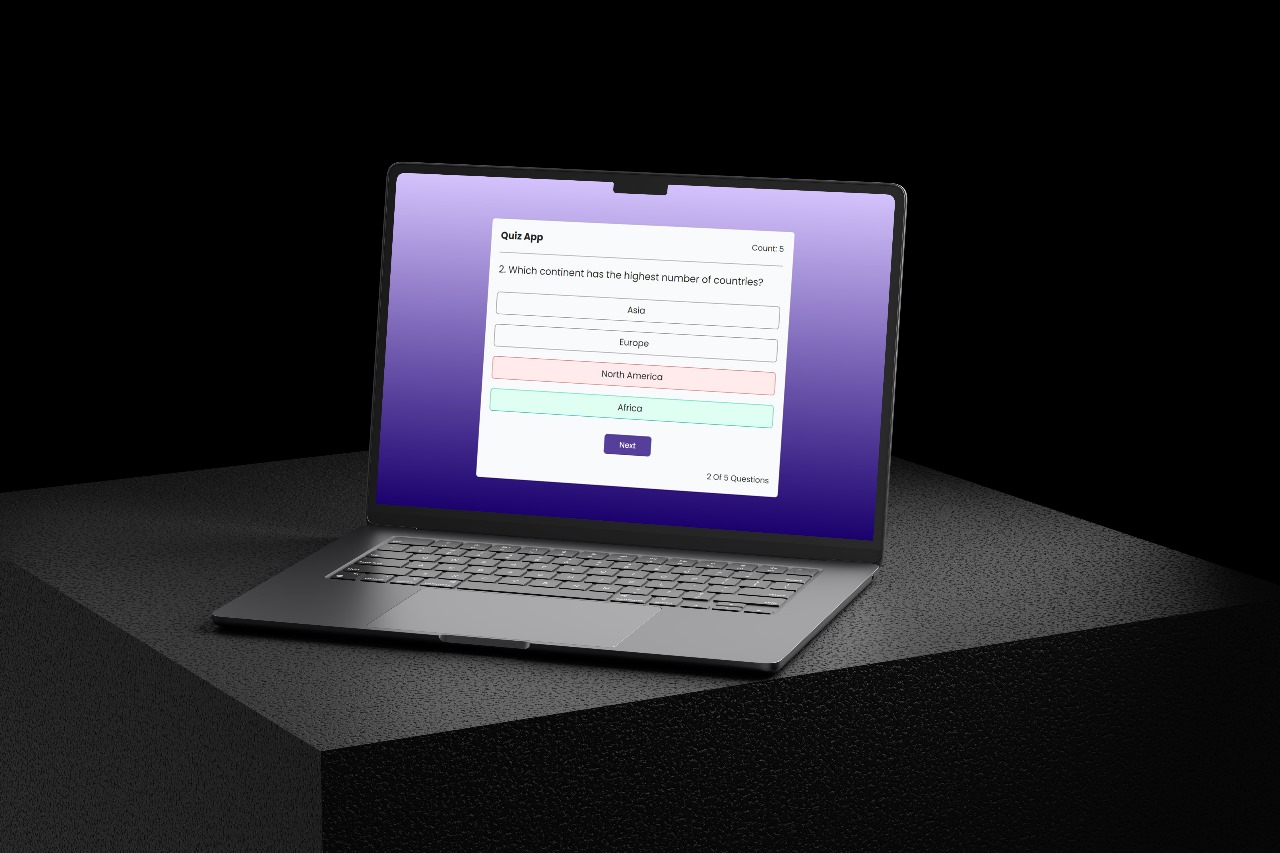 Quiz App
Count: 5
2. Which continent has the highest number of countries?
Asia
Europe
North America
Africa
Next
2 Of 5 Questions